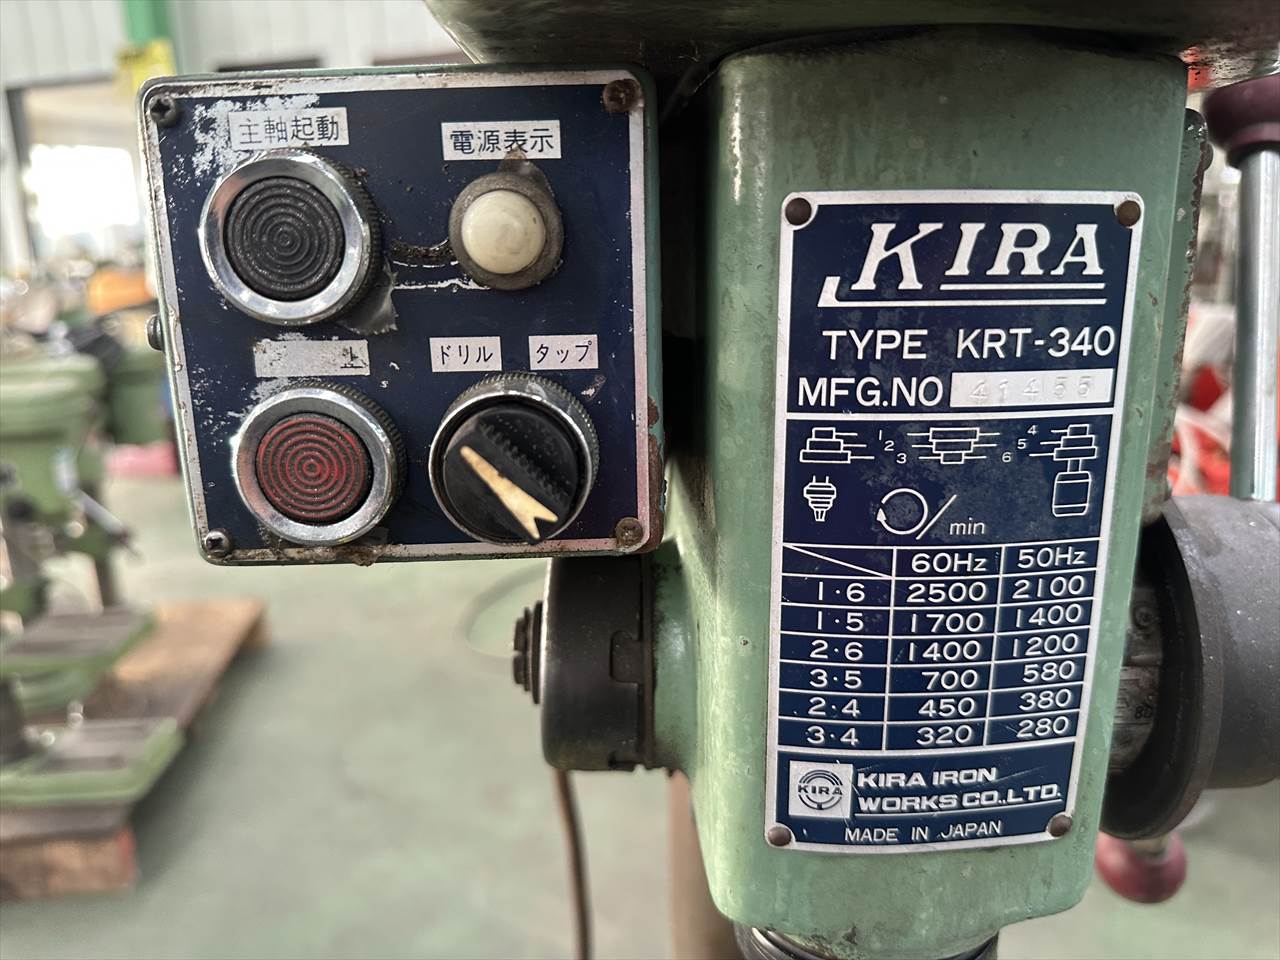 主軸起動
電源表示
ドリル
タップ
KIRA
TYPE KRT-340
MFG.NO 41455
1 2 3
4 5 6
/min
60Hz 50Hz
1·6 2500 2100
1·5 1700 1400
2·6 1400 1200
3·5 700 580
2·4 450 380
3·4 320 280
KIRA
KIRA IRON
WORKS CO.,LTD.
MADE IN JAPAN